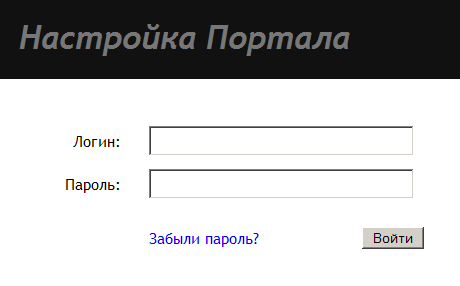 Настройка Портала
Логин:
Пароль:
Забыли пароль? Войти